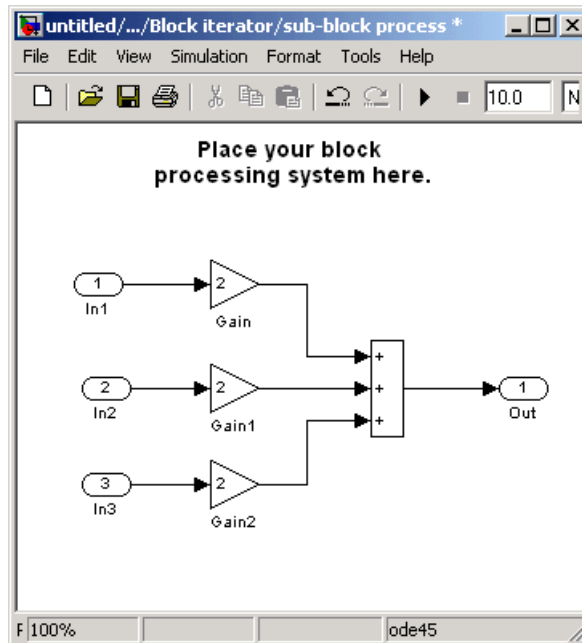 untitled/.../Block iterator/sub-block process *
File Edit View Simulation Format Tools Help
10.0 N
Place your block
processing system here.
1
In1
2
Gain
2
In2
2
Gain1
3
In3
2
Gain2
+
+
+
1
Out
F 100% ode45